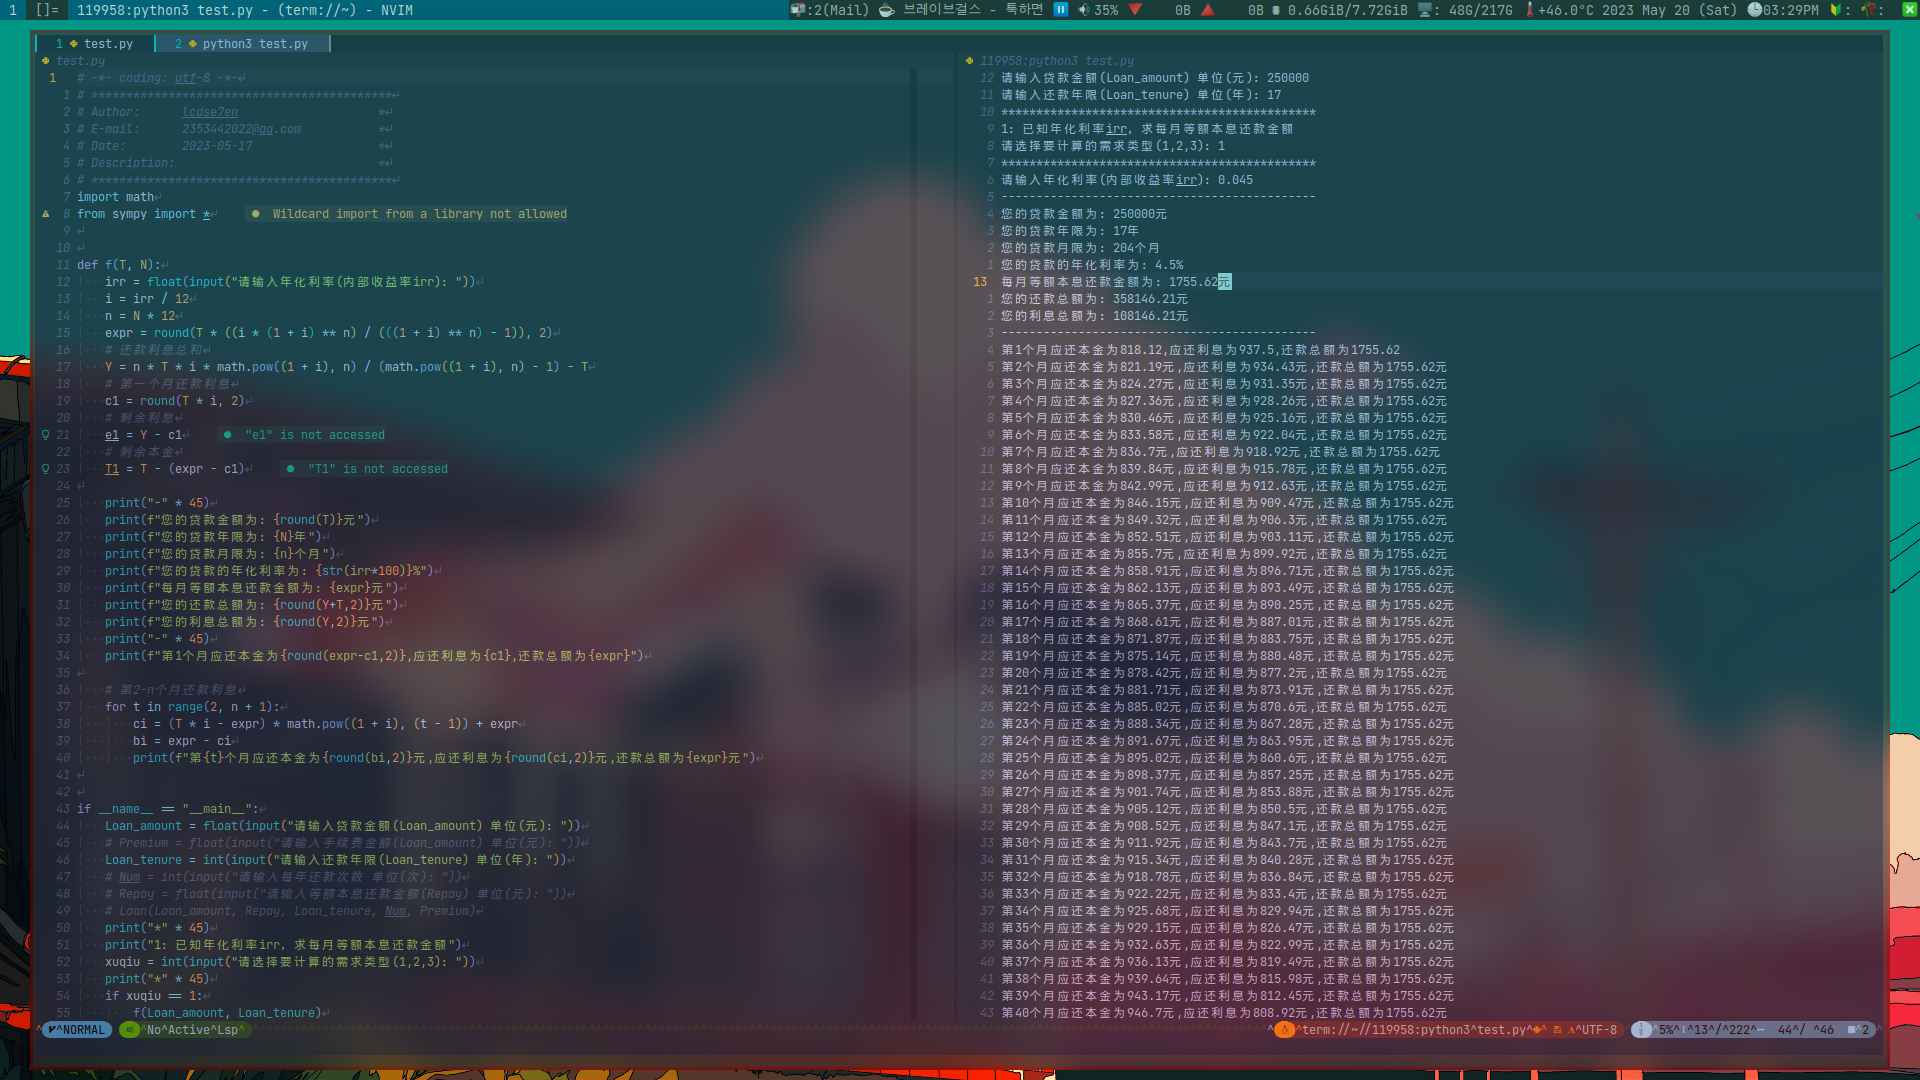 1 []= 119958:python3 test.py - (term://~) - NVIM
:2(Mail) 브레이브걸스 - 툭하면 35% 0B 0B 0.66GiB/7.72GiB : 48G/217G +46.0°C 2023 May 20 (Sat) 03:29PM : :
1 test.py 2 python3 test.py
test.py
1 # -*- coding: utf-8 -*-
1 # *******************************************
2 # Author: lcdse7en *
3 # E-mail: 2353442022@qq.com *
4 # Date: 2023-05-17 *
5 # Description: *
6 # *******************************************
7 import math
8 from sympy import * ● Wildcard import from a library not allowed
9
10
11 def f(T, N):
12 irr = float(input("请输入年化利率(内部收益率irr): "))
13 i = irr / 12
14 n = N * 12
15 expr = round(T * ((i * (1 + i) ** n) / (((1 + i) ** n) - 1)), 2)
16 # 还款利息总和
17 Y = n * T * i * math.pow((1 + i), n) / (math.pow((1 + i), n) - 1) - T
18 # 第一个月还款利息
19 c1 = round(T * i, 2)
20 # 剩余利息
21 e1 = Y - c1 ● "e1" is not accessed
22 # 剩余本金
23 T1 = T - (expr - c1) ● "T1" is not accessed
24
25 print("-" * 45)
26 print(f"您的贷款金额为: {round(T)}元")
27 print(f"您的贷款年限为: {N}年")
28 print(f"您的贷款月限为: {n}个月")
29 print(f"您的贷款的年化利率为: {str(irr*100)}%")
30 print(f"每月等额本息还款金额为: {expr}元")
31 print(f"您的还款总额为: {round(Y+T,2)}元")
32 print(f"您的利息总额为: {round(Y,2)}元")
33 print("-" * 45)
34 print(f"第1个月应还本金为{round(expr-c1,2)},应还利息为{c1},还款总额为{expr}")
35
36 # 第2-n个月还款利息
37 for t in range(2, n + 1):
38 ci = (T * i - expr) * math.pow((1 + i), (t - 1)) + expr
39 bi = expr - ci
40 print(f"第{t}个月应还本金为{round(bi,2)}元,应还利息为{round(ci,2)}元,还款总额为{expr}元")
41
42
43 if __name__ == "__main__":
44 Loan_amount = float(input("请输入贷款金额(Loan_amount) 单位(元): "))
45 # Premium = float(input("请输入手续费金额(Loan_amount) 单位(元): "))
46 Loan_tenure = int(input("请输入还款年限(Loan_tenure) 单位(年): "))
47 # Num = int(input("请输入每年还款次数 单位(次): "))
48 # Repay = float(input("请输入等额本息还款金额(Repay) 单位(元): "))
49 # Loan(Loan_amount, Repay, Loan_tenure, Num, Premium)
50 print("*" * 45)
51 print("1: 已知年化利率irr, 求每月等额本息还款金额")
52 xuqiu = int(input("请选择要计算的需求类型(1,2,3): "))
53 print("*" * 45)
54 if xuqiu == 1:
55 f(Loan_amount, Loan_tenure)
119958:python3 test.py
12 请输入贷款金额(Loan_amount) 单位(元): 250000
11 请输入还款年限(Loan_tenure) 单位(年): 17
10 *********************************************
9 1: 已知年化利率irr, 求每月等额本息还款金额
8 请选择要计算的需求类型(1,2,3): 1
7 *********************************************
6 请输入年化利率(内部收益率irr): 0.045
5 ---------------------------------------------
4 您的贷款金额为: 250000元
3 您的贷款年限为: 17年
2 您的贷款月限为: 204个月
1 您的贷款的年化利率为: 4.5%
13 每月等额本息还款金额为: 1755.62元
1 您的还款总额为: 358146.21元
2 您的利息总额为: 108146.21元
3 ---------------------------------------------
4 第1个月应还本金为818.12,应还利息为937.5,还款总额为1755.62
5 第2个月应还本金为821.19元,应还利息为934.43元,还款总额为1755.62元
6 第3个月应还本金为824.27元,应还利息为931.35元,还款总额为1755.62元
7 第4个月应还本金为827.36元,应还利息为928.26元,还款总额为1755.62元
8 第5个月应还本金为830.46元,应还利息为925.16元,还款总额为1755.62元
9 第6个月应还本金为833.58元,应还利息为922.04元,还款总额为1755.62元
10 第7个月应还本金为836.7元,应还利息为918.92元,还款总额为1755.62元
11 第8个月应还本金为839.84元,应还利息为915.78元,还款总额为1755.62元
12 第9个月应还本金为842.99元,应还利息为912.63元,还款总额为1755.62元
13 第10个月应还本金为846.15元,应还利息为909.47元,还款总额为1755.62元
14 第11个月应还本金为849.32元,应还利息为906.3元,还款总额为1755.62元
15 第12个月应还本金为852.51元,应还利息为903.11元,还款总额为1755.62元
16 第13个月应还本金为855.7元,应还利息为899.92元,还款总额为1755.62元
17 第14个月应还本金为858.91元,应还利息为896.71元,还款总额为1755.62元
18 第15个月应还本金为862.13元,应还利息为893.49元,还款总额为1755.62元
19 第16个月应还本金为865.37元,应还利息为890.25元,还款总额为1755.62元
20 第17个月应还本金为868.61元,应还利息为887.01元,还款总额为1755.62元
21 第18个月应还本金为871.87元,应还利息为883.75元,还款总额为1755.62元
22 第19个月应还本金为875.14元,应还利息为880.48元,还款总额为1755.62元
23 第20个月应还本金为878.42元,应还利息为877.2元,还款总额为1755.62元
24 第21个月应还本金为881.71元,应还利息为873.91元,还款总额为1755.62元
25 第22个月应还本金为885.02元,应还利息为870.6元,还款总额为1755.62元
26 第23个月应还本金为888.34元,应还利息为867.28元,还款总额为1755.62元
27 第24个月应还本金为891.67元,应还利息为863.95元,还款总额为1755.62元
28 第25个月应还本金为895.02元,应还利息为860.6元,还款总额为1755.62元
29 第26个月应还本金为898.37元,应还利息为857.25元,还款总额为1755.62元
30 第27个月应还本金为901.74元,应还利息为853.88元,还款总额为1755.62元
31 第28个月应还本金为905.12元,应还利息为850.5元,还款总额为1755.62元
32 第29个月应还本金为908.52元,应还利息为847.1元,还款总额为1755.62元
33 第30个月应还本金为911.92元,应还利息为843.7元,还款总额为1755.62元
34 第31个月应还本金为915.34元,应还利息为840.28元,还款总额为1755.62元
35 第32个月应还本金为918.78元,应还利息为836.84元,还款总额为1755.62元
36 第33个月应还本金为922.22元,应还利息为833.4元,还款总额为1755.62元
37 第34个月应还本金为925.68元,应还利息为829.94元,还款总额为1755.62元
38 第35个月应还本金为929.15元,应还利息为826.47元,还款总额为1755.62元
39 第36个月应还本金为932.63元,应还利息为822.99元,还款总额为1755.62元
40 第37个月应还本金为936.13元,应还利息为819.49元,还款总额为1755.62元
41 第38个月应还本金为939.64元,应还利息为815.98元,还款总额为1755.62元
42 第39个月应还本金为943.17元,应还利息为812.45元,还款总额为1755.62元
43 第40个月应还本金为946.7元,应还利息为808.92元,还款总额为1755.62元
^NORMAL ^No^Active^Lsp^ ^term://~//119958:python3^test.py^ ^UTF-8 ^5%^ ^13^/^222^ 44^/ ^46 ^2